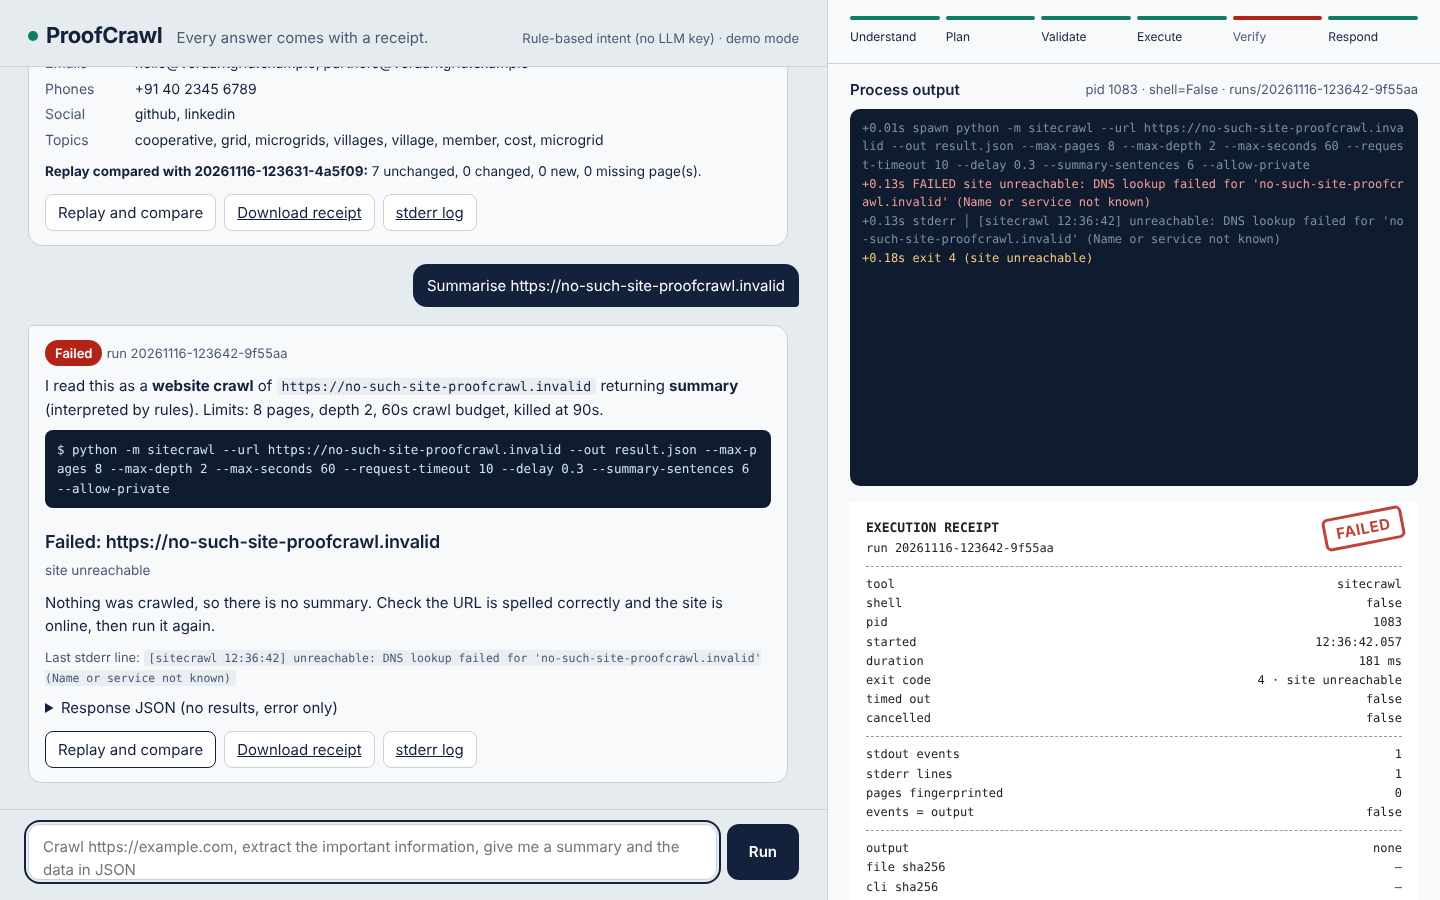 ProofCrawl Every answer comes with a receipt. Rule-based intent (no LLM key) · demo mode
Phones +91 40 2345 6789
Social github, linkedin
Topics cooperative, grid, microgrids, villages, village, member, cost, microgrid
Replay compared with 20261116-123631-4a5f09: 7 unchanged, 0 changed, 0 new, 0 missing page(s).
Replay and compare Download receipt stderr log
Summarise https://no-such-site-proofcrawl.invalid
Failed run 20261116-123642-9f55aa
I read this as a website crawl of https://no-such-site-proofcrawl.invalid returning summary
(interpreted by rules). Limits: 8 pages, depth 2, 60s crawl budget, killed at 90s.
$ python -m sitecrawl --url https://no-such-site-proofcrawl.invalid --out result.json --max-p
ages 8 --max-depth 2 --max-seconds 60 --request-timeout 10 --delay 0.3 --summary-sentences 6
--allow-private
Failed: https://no-such-site-proofcrawl.invalid
site unreachable
Nothing was crawled, so there is no summary. Check the URL is spelled correctly and the site is
online, then run it again.
Last stderr line: [sitecrawl 12:36:42] unreachable: DNS lookup failed for 'no-such-site-proofcrawl.invalid'
(Name or service not known)
Response JSON (no results, error only)
Replay and compare Download receipt stderr log
Crawl https://example.com, extract the important information, give me a summary and the
data in JSON
Run
Understand Plan Validate Execute Verify Respond
Process output pid 1083 · shell=False · runs/20261116-123642-9f55aa
+0.01s spawn python -m sitecrawl --url https://no-such-site-proofcrawl.inva
lid --out result.json --max-pages 8 --max-depth 2 --max-seconds 60 --reques
t-timeout 10 --delay 0.3 --summary-sentences 6 --allow-private
+0.13s FAILED site unreachable: DNS lookup failed for 'no-such-site-proofcr
awl.invalid' (Name or service not known)
+0.13s stderr │ [sitecrawl 12:36:42] unreachable: DNS lookup failed for 'no
-such-site-proofcrawl.invalid' (Name or service not known)
+0.18s exit 4 (site unreachable)
EXECUTION RECEIPT
FAILED
run 20261116-123642-9f55aa
tool sitecrawl
shell false
pid 1083
started 12:36:42.057
duration 181 ms
exit code 4 · site unreachable
timed out false
cancelled false
stdout events 1
stderr lines 1
pages fingerprinted 0
events = output false
output none
file sha256 —
cli sha256 —